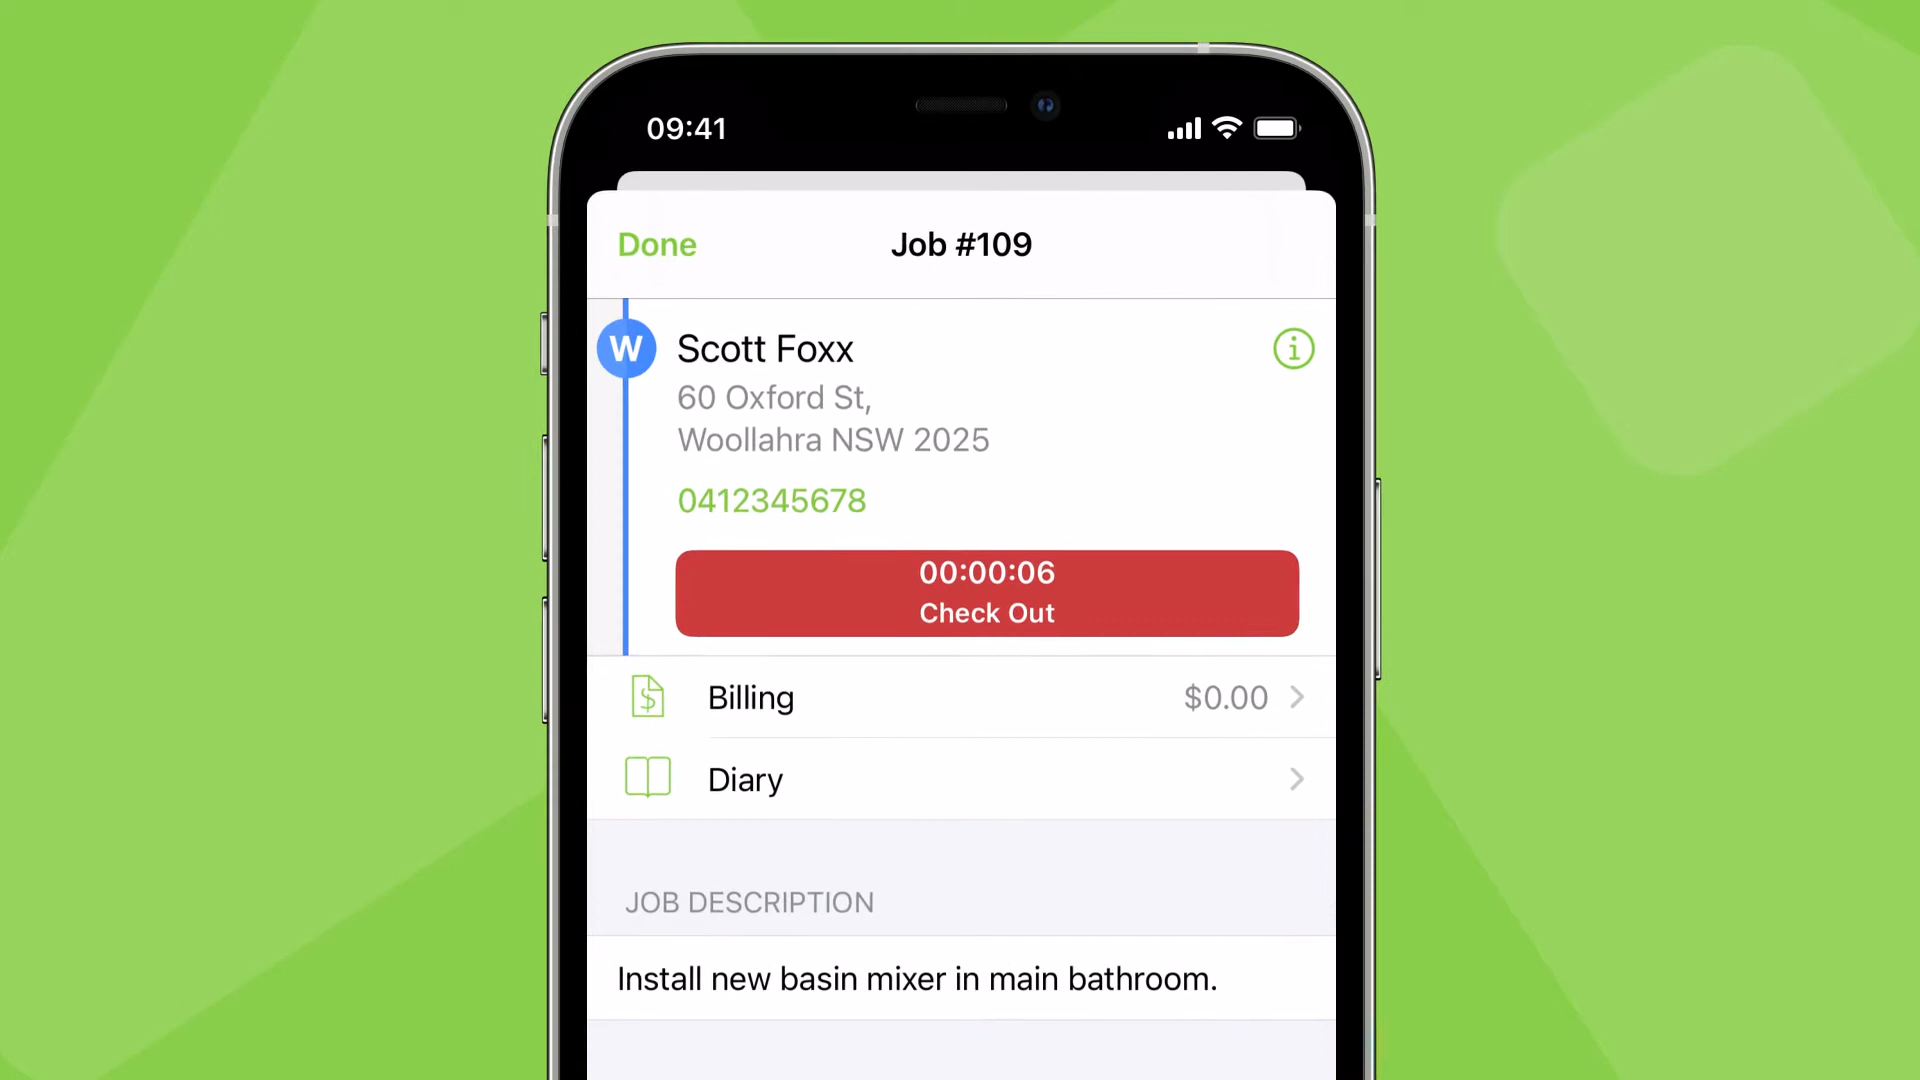 09:41
Done
Job #109
W
Scott Foxx
60 Oxford St,
Woollahra NSW 2025
0412345678
00:00:06
Check Out
Billing
$0.00
Diary
JOB DESCRIPTION
Install new basin mixer in main bathroom.